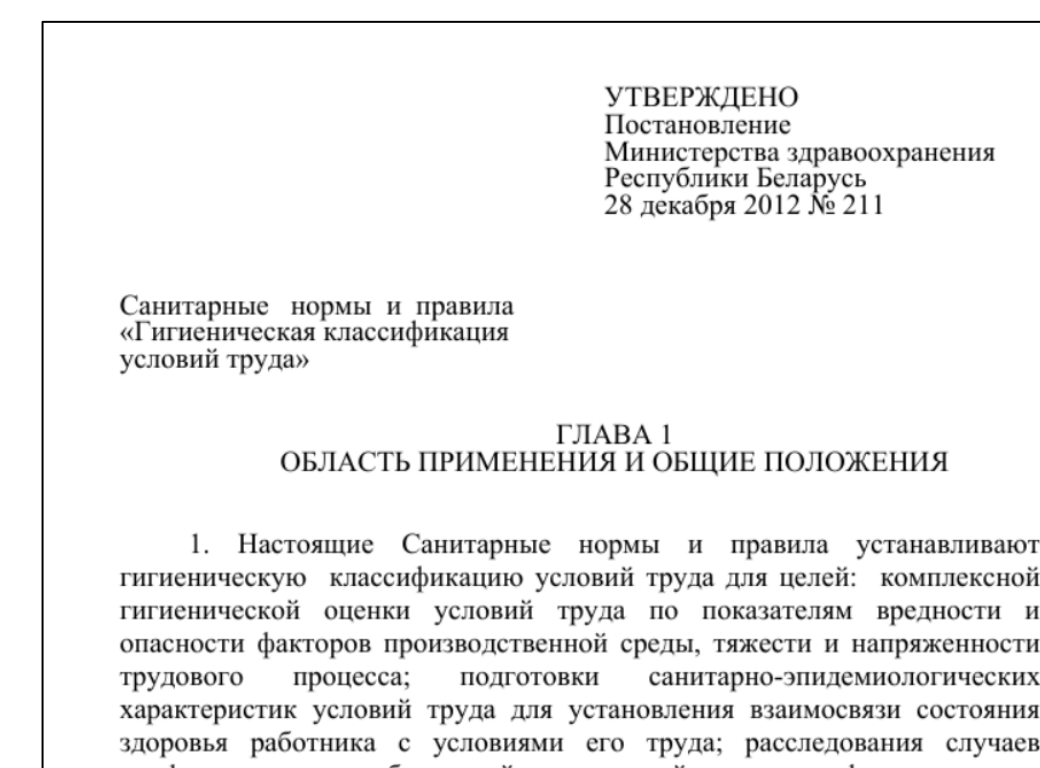 УТВЕРЖДЕНО
Постановление
Министерства здравоохранения
Республики Беларусь
28 декабря 2012 № 211
Санитарные нормы и правила
«Гигиеническая классификация
условий труда»
ГЛАВА 1
ОБЛАСТЬ ПРИМЕНЕНИЯ И ОБЩИЕ ПОЛОЖЕНИЯ
1. Настоящие Санитарные нормы и правила устанавливают
гигиеническую классификацию условий труда для целей: комплексной
гигиенической оценки условий труда по показателям вредности и
опасности факторов производственной среды, тяжести и напряженности
трудового процесса; подготовки санитарно-эпидемиологических
характеристик условий труда для установления взаимосвязи состояния
здоровья работника с условиями его труда; расследования случаев